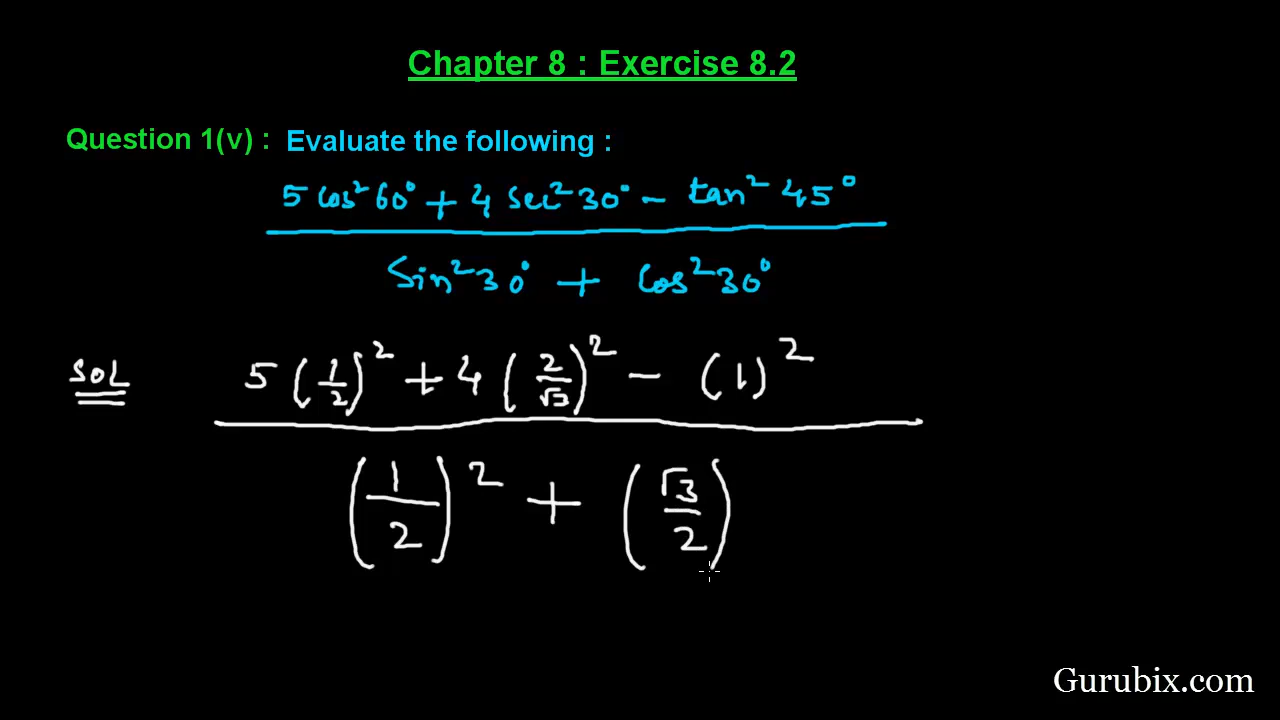 Chapter 8 : Exercise 8.2
Question 1(v) : Evaluate the following :
5 cos² 60° + 4 sec² 30° − tan² 45°
Sin² 30° + Cos² 30°
Sol
5 (1/2)² + 4 (2/√3)² − (1)²
(1/2)² + (√3/2)
Gurubix.com